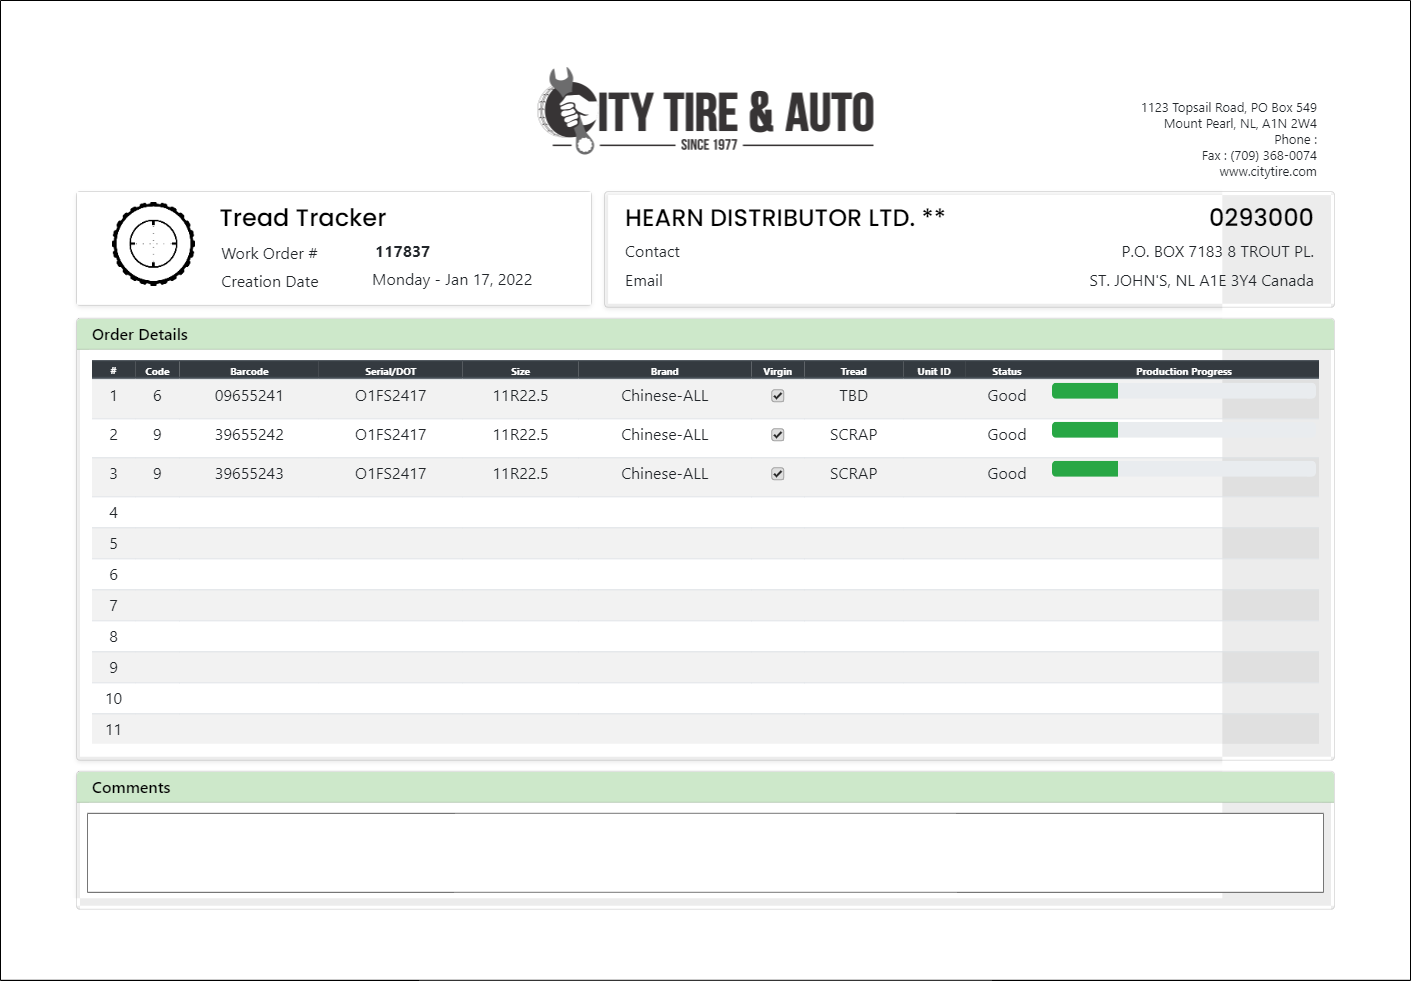 CITY TIRE & AUTO
SINCE 1977
1123 Topsail Road, PO Box 549
Mount Pearl, NL, A1N 2W4
Phone :
Fax : (709) 368-0074
www.citytire.com
Tread Tracker
Work Order # 117837
Creation Date Monday - Jan 17, 2022
HEARN DISTRIBUTOR LTD. ** 0293000
Contact P.O. BOX 7183 8 TROUT PL.
Email ST. JOHN'S, NL A1E 3Y4 Canada
Order Details
# Code Barcode Serial/DOT Size Brand Virgin Tread Unit ID Status Production Progress
1 6 09655241 O1FS2417 11R22.5 Chinese-ALL TBD Good
2 9 39655242 O1FS2417 11R22.5 Chinese-ALL SCRAP Good
3 9 39655243 O1FS2417 11R22.5 Chinese-ALL SCRAP Good
4
5
6
7
8
9
10
11
Comments